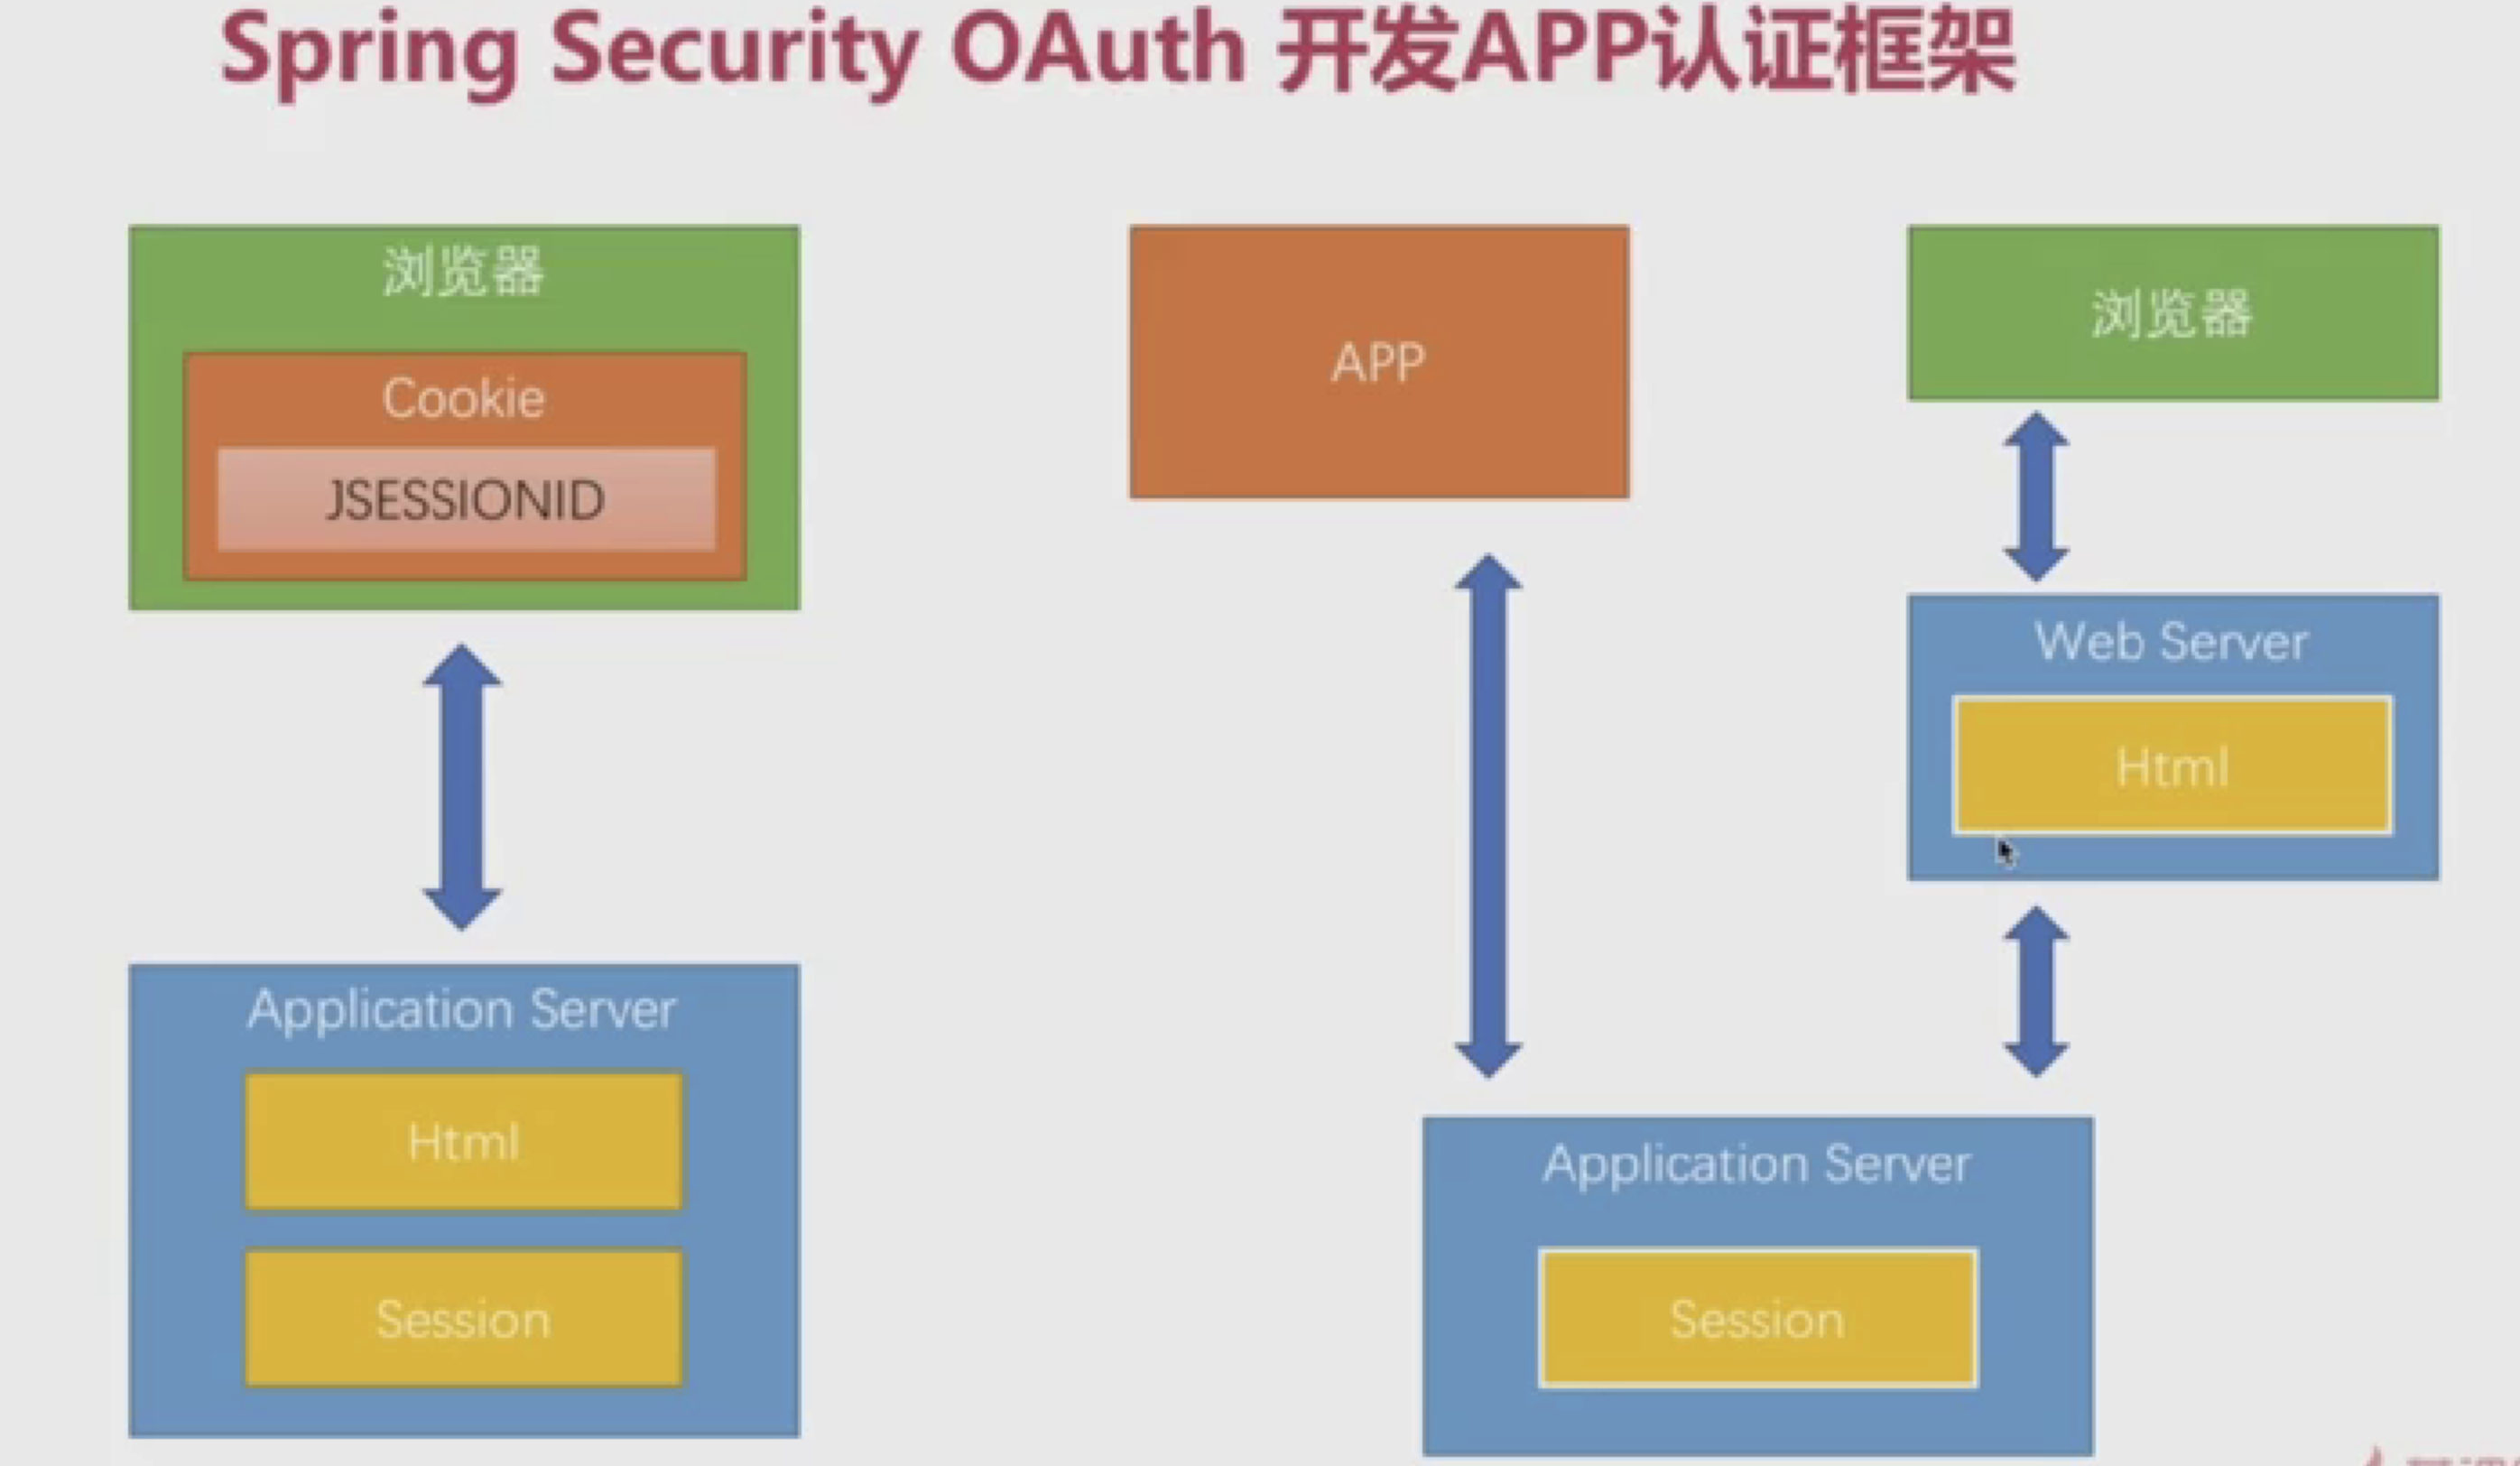 Spring Security OAuth 开发APP认证框架
浏览器
Cookie
JSESSIONID
Application Server
Html
Session
APP
浏览器
Web Server
Html
Application Server
Session